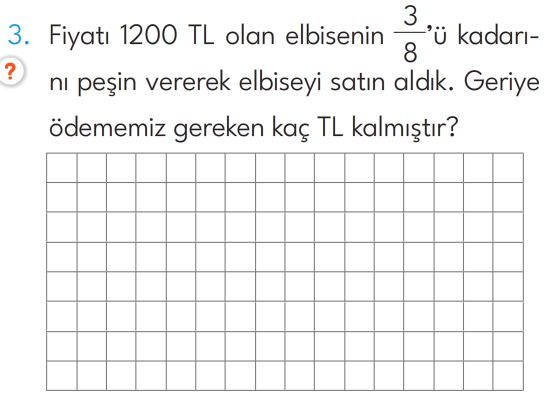 3. Fiyatı 1200 TL olan elbisenin 3/8'ü kadarı-
? nı peşin vererek elbiseyi satın aldık. Geriye
ödememiz gereken kaç TL kalmıştır?